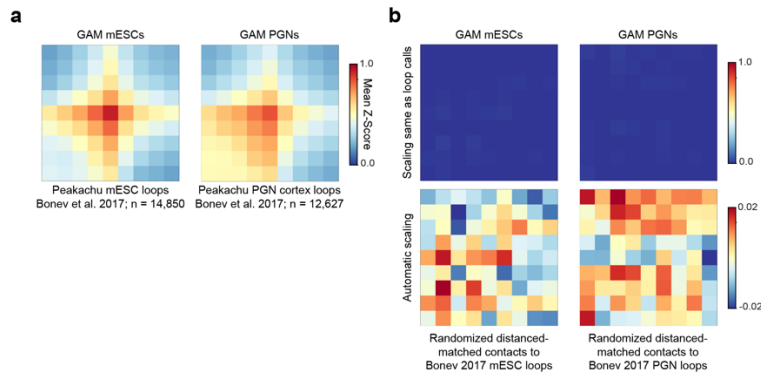 a
GAM mESCs
GAM PGNs
1.0
Mean Z-Score
0.0
Peakachu mESC loops
Bonev et al. 2017; n = 14,850
Peakachu PGN cortex loops
Bonev et al. 2017; n = 12,627
b
GAM mESCs
GAM PGNs
Scaling same as loop calls
1.0
0.0
Automatic scaling
0.02
-0.02
Randomized distanced-
matched contacts to
Bonev 2017 mESC loops
Randomized distanced-
matched contacts to
Bonev 2017 PGN loops